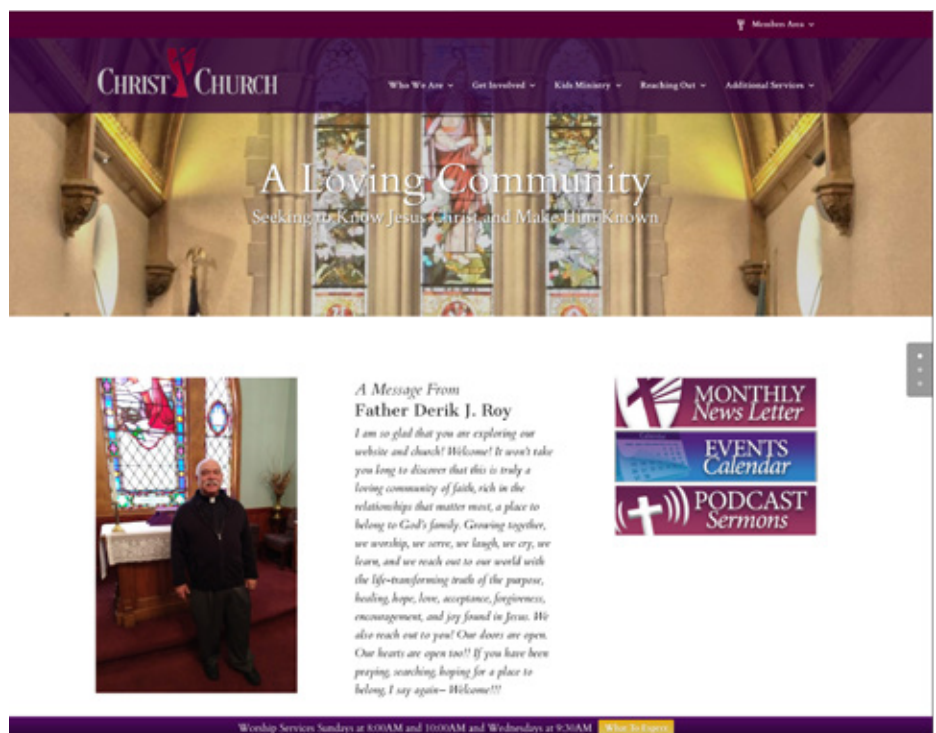 Members Area
CHRIST CHURCH
Who We Are Get Involved Kids Ministry Reaching Out Additional Services
A Loving Community
Seeking to Know Jesus Christ and Make Him Known
A Message From
Father Derik J. Roy
I am so glad that you are exploring our
website and church! Welcome! It won't take
you long to discover that this is truly a
loving community of faith, rich in the
relationships that matter most, a place to
belong to God's family. Growing together,
we worship, we serve, we laugh, we cry, we
learn, and we reach out to our world with
the life-transforming truth of the purpose,
healing, hope, love, acceptance, forgiveness,
encouragement, and joy found in Jesus. We
also reach out to you! Our doors are open.
Our hearts are open too!! If you have been
praying, searching, hoping for a place to
belong, I say again– Welcome!!!
MONTHLY
News Letter
Calendar
EVENTS
Calendar
PODCAST
Sermons
Worship Services Sundays at 8:00AM and 10:00AM and Wednesdays at 9:30AM What To Expect